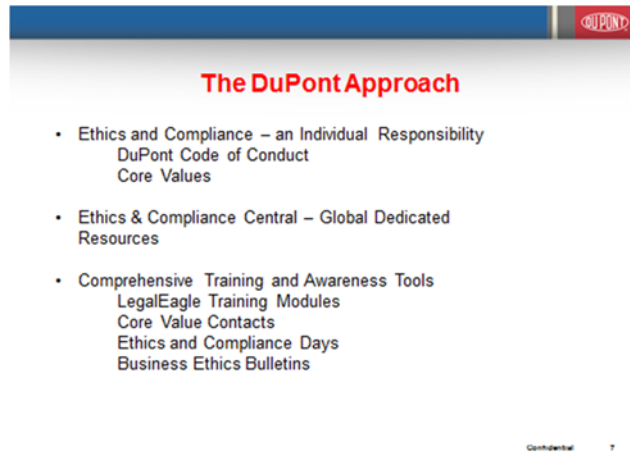 DUPONT
The DuPont Approach
• Ethics and Compliance – an Individual Responsibility
DuPont Code of Conduct
Core Values
• Ethics & Compliance Central – Global Dedicated
Resources
• Comprehensive Training and Awareness Tools
LegalEagle Training Modules
Core Value Contacts
Ethics and Compliance Days
Business Ethics Bulletins
Confidential 7